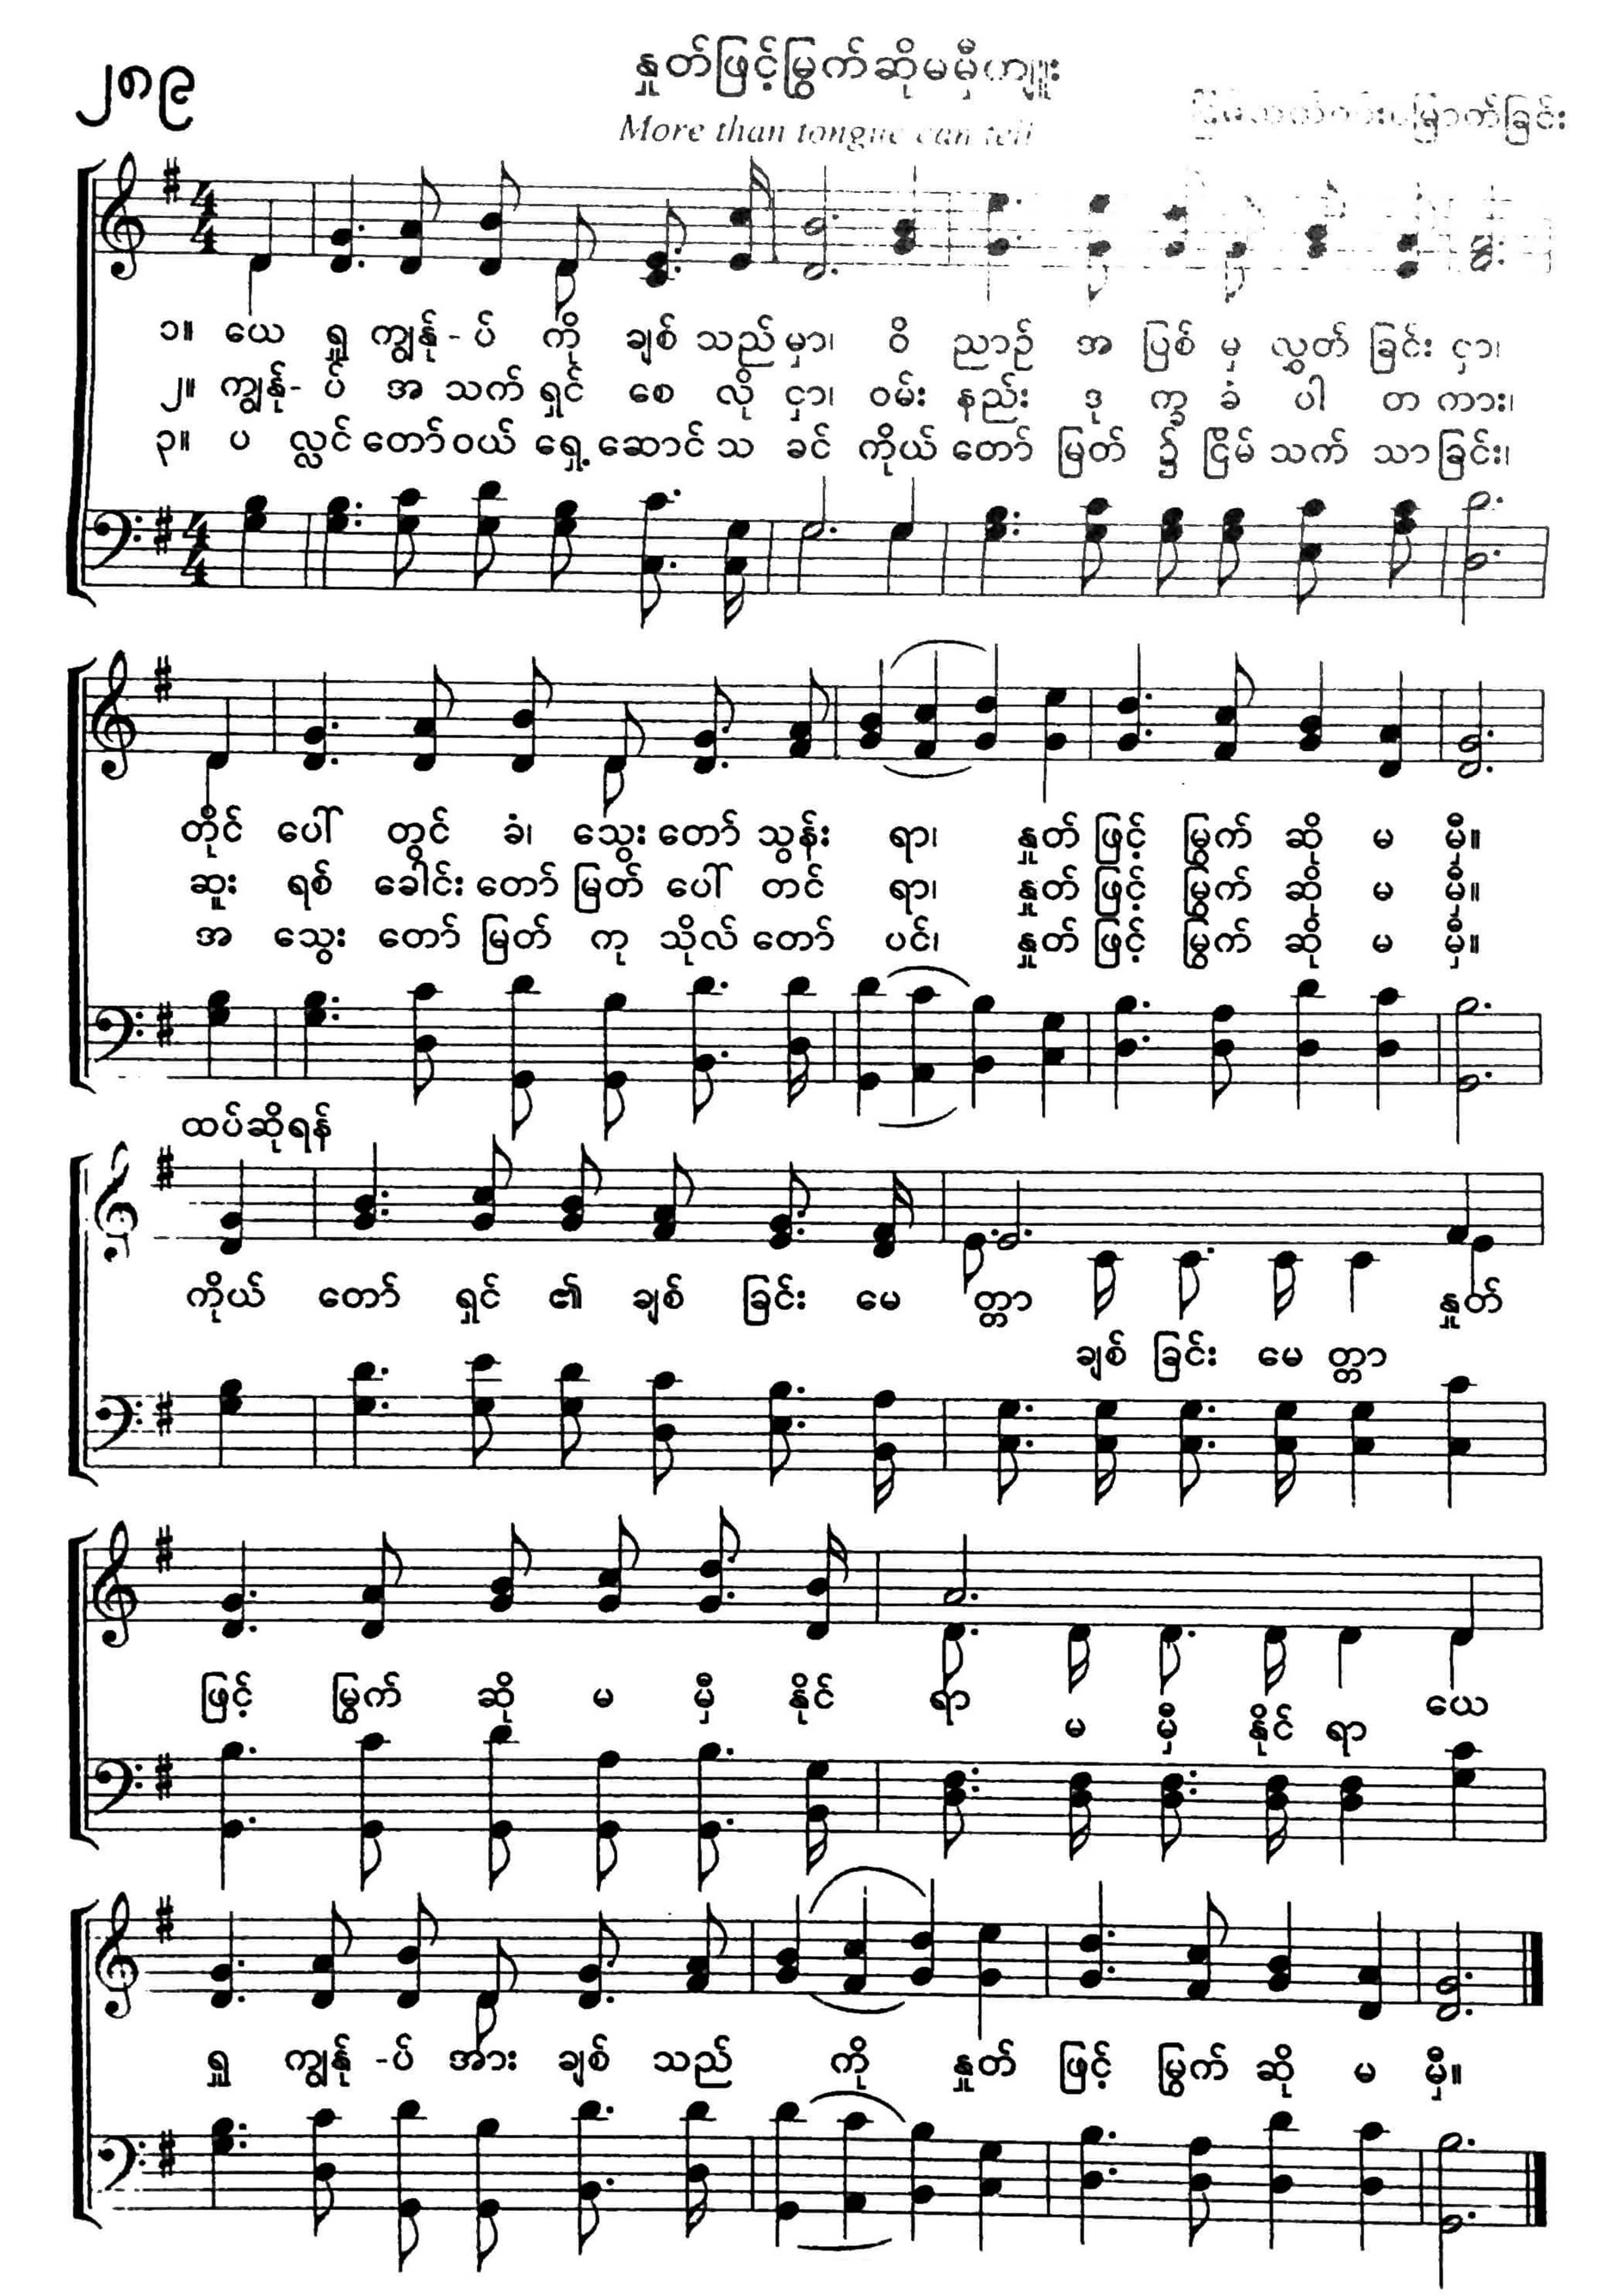 ၂၈၉
နှုတ်ဖြင့်မြွက်ဆိုမမှီကျူး
More than tongue can tell
မြှောက်ခြင်း
၁။ ယေ ရှု ကျွန်ု - ပ် ကို ချစ် သည် မှာ၊ ဝိ ညာဉ် အ ပြစ် မှ လွှတ် ခြင်း ငှာ၊
၂။ ကျွန်ု- ပ် အ သက် ရှင် စေ လို ငှာ၊ ဝမ်း နည်း ဒု က္ခ ခံ ပါ တ ကား၊
၃။ ပ လ္လင် တော် ဝယ် ရှေ့ ဆောင် သ ခင် ကိုယ် တော် မြတ် ၌ ငြိမ် သက် သာ ခြင်း၊
4
4
4
4
တိုင် ပေါ် တွင် ခံ၊ သွေး တော် သွန်း ရာ၊ နှုတ် ဖြင့် မြွက် ဆို မ မှီ။
ဆူး ရစ် ခေါင်း တော် မြတ် ပေါ် တင် ရာ၊ နှုတ် ဖြင့် မြွက် ဆို မ မှီ။
အ သွေး တော် မြတ် ကု သိုလ် တော် ပင်၊ နှုတ် ဖြင့် မြွက် ဆို မ မှီ။
ထပ်ဆိုရန်
ကိုယ် တော် ရှင် ၏ ချစ် ခြင်း မေ တ္တာ နှုတ်
ချစ် ခြင်း မေ တ္တာ
ဖြင့် မြွက် ဆို မ မှီ နိုင် ရာ ယေ
မ မှီ နိုင် ရာ
ရှု ကျွန်ု -ပ် အား ချစ် သည် ကို နှုတ် ဖြင့် မြွက် ဆို မ မှီ။